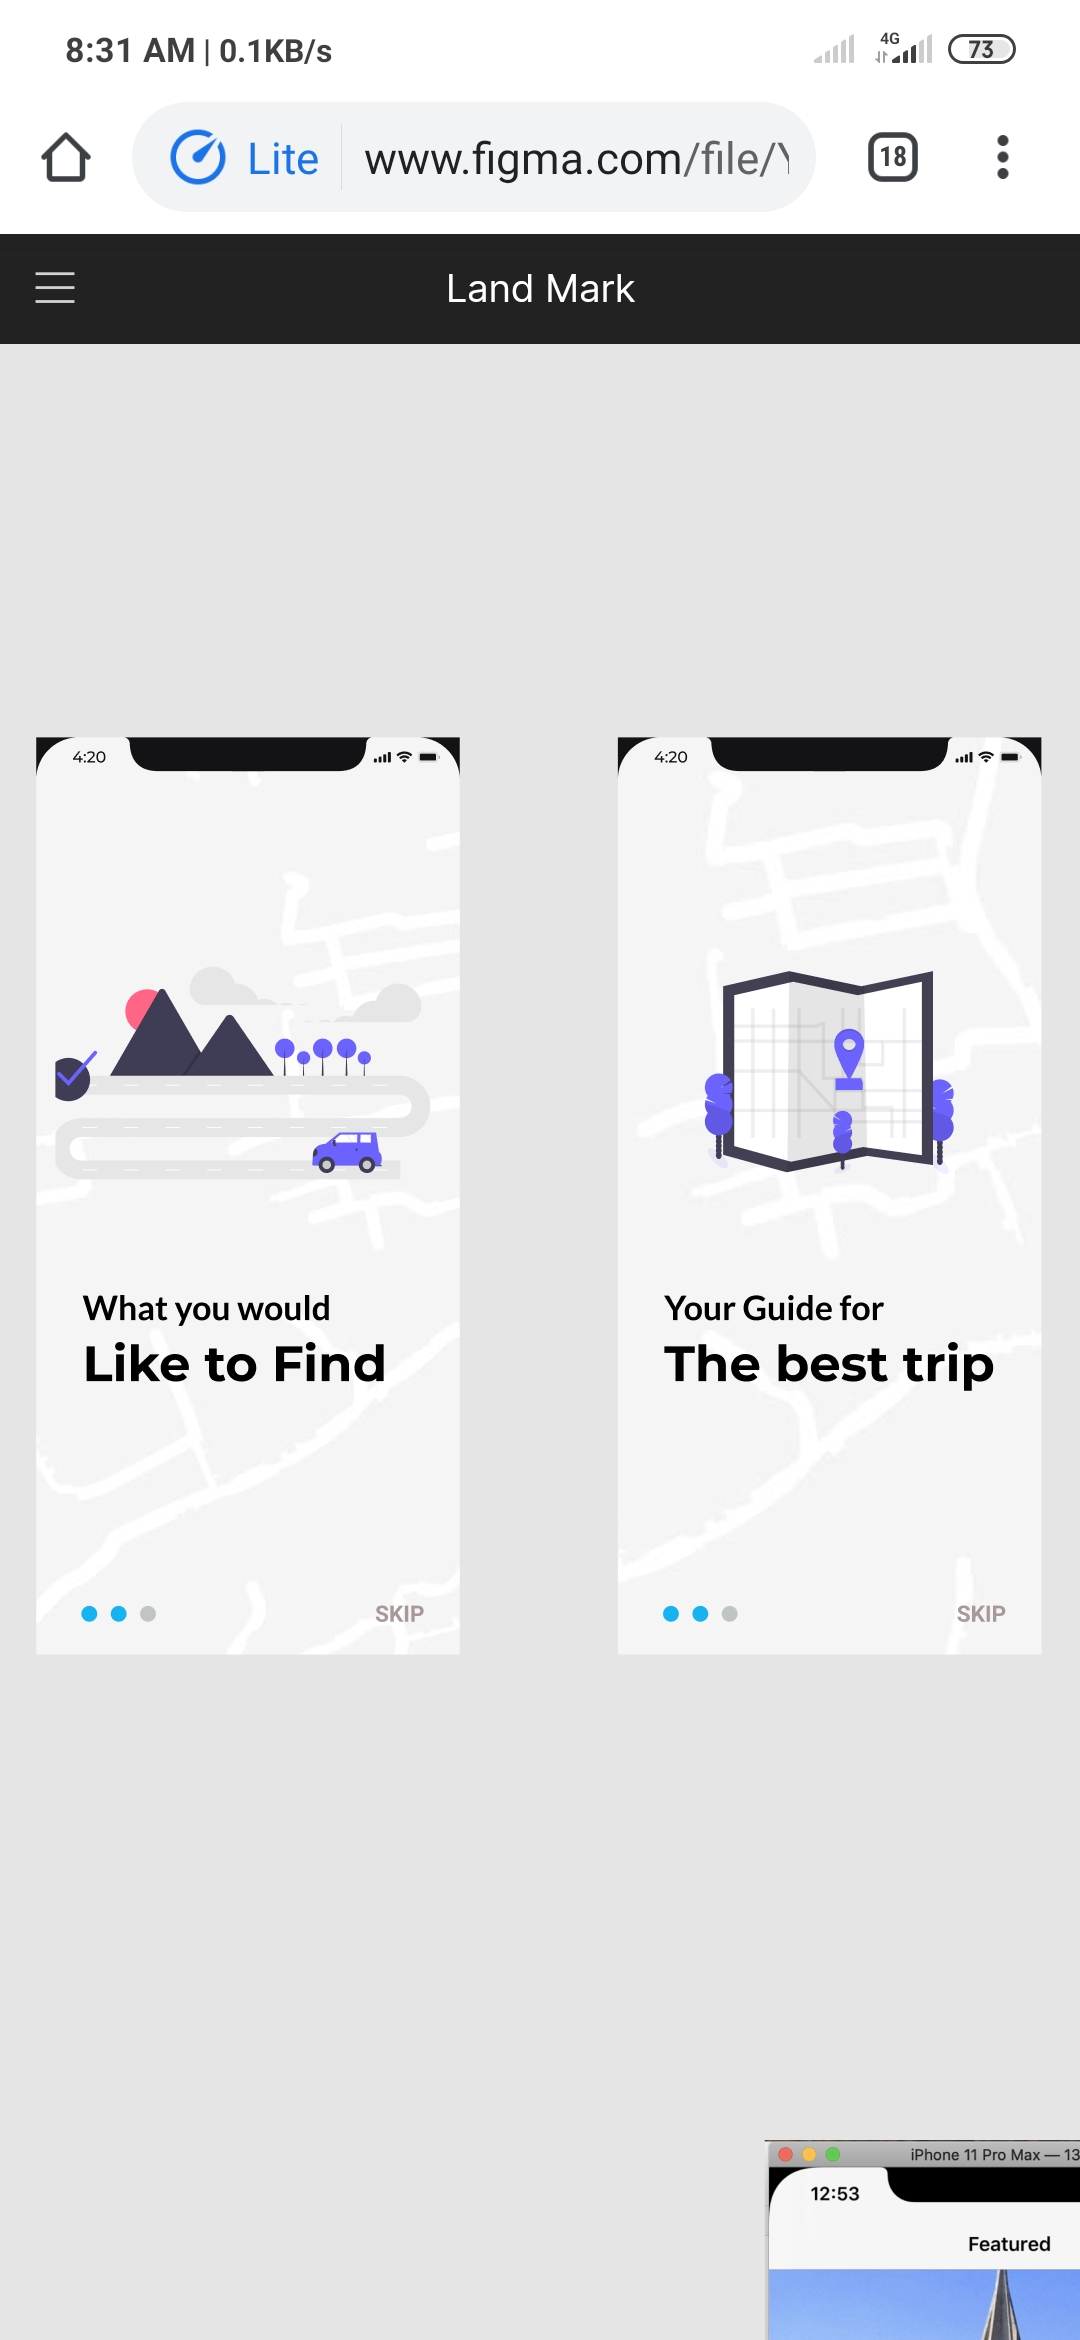 8:31 AM | 0.1KB/s
4G
73
Lite
www.figma.com/file/
18
Land Mark
4:20
What you would
Like to Find
SKIP
4:20
Your Guide for
The best trip
SKIP
iPhone 11 Pro Max — 13
12:53
Featured